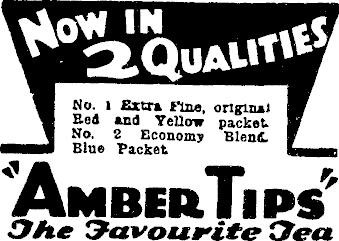 NOW IN
2 QUALITIES
No. 1 Extra Fine, original
Red and Yellow packet
No. 2 Economy Blend.
Blue Packet
"AMBER TIPS"
The Favourite Tea